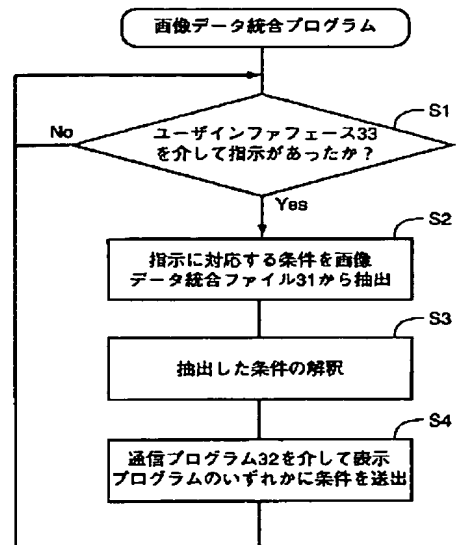 画像データ統合プログラム
S1
No
ユーザインファフェース33
を介して指示があったか？
Yes
S2
指示に対応する条件を画像
データ統合ファイル31から抽出
S3
抽出した条件の解釈
S4
通信プログラム32を介して表示
プログラムのいずれかに条件を送出